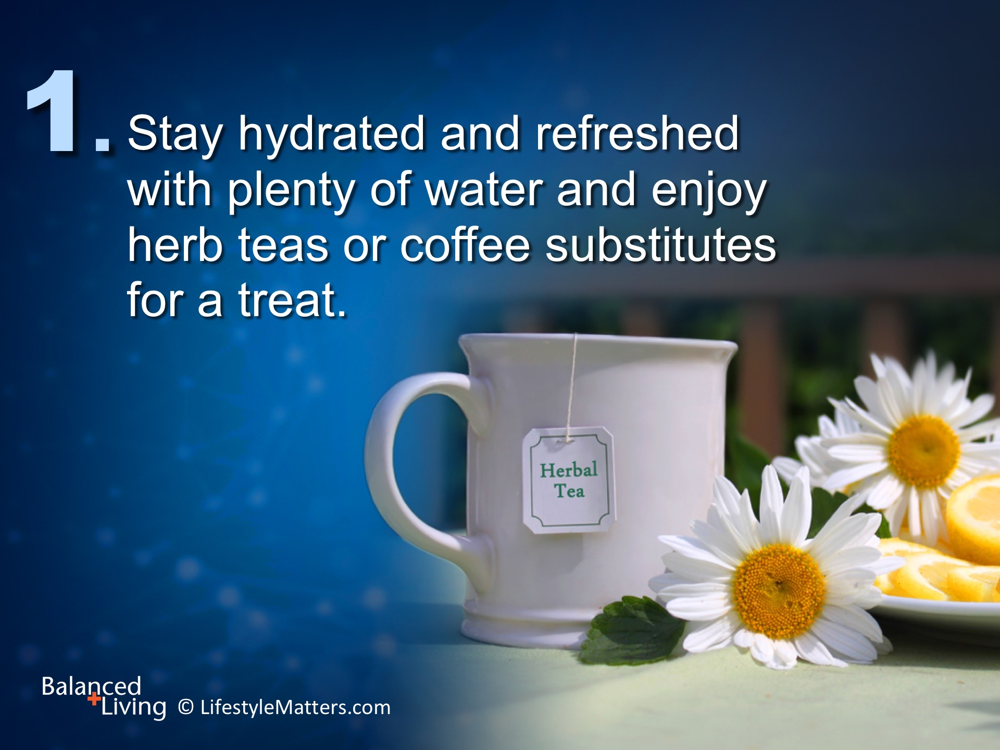 1. Stay hydrated and refreshed
with plenty of water and enjoy
herb teas or coffee substitutes
for a treat.
Herbal
Tea
Balanced
Living © LifestyleMatters.com